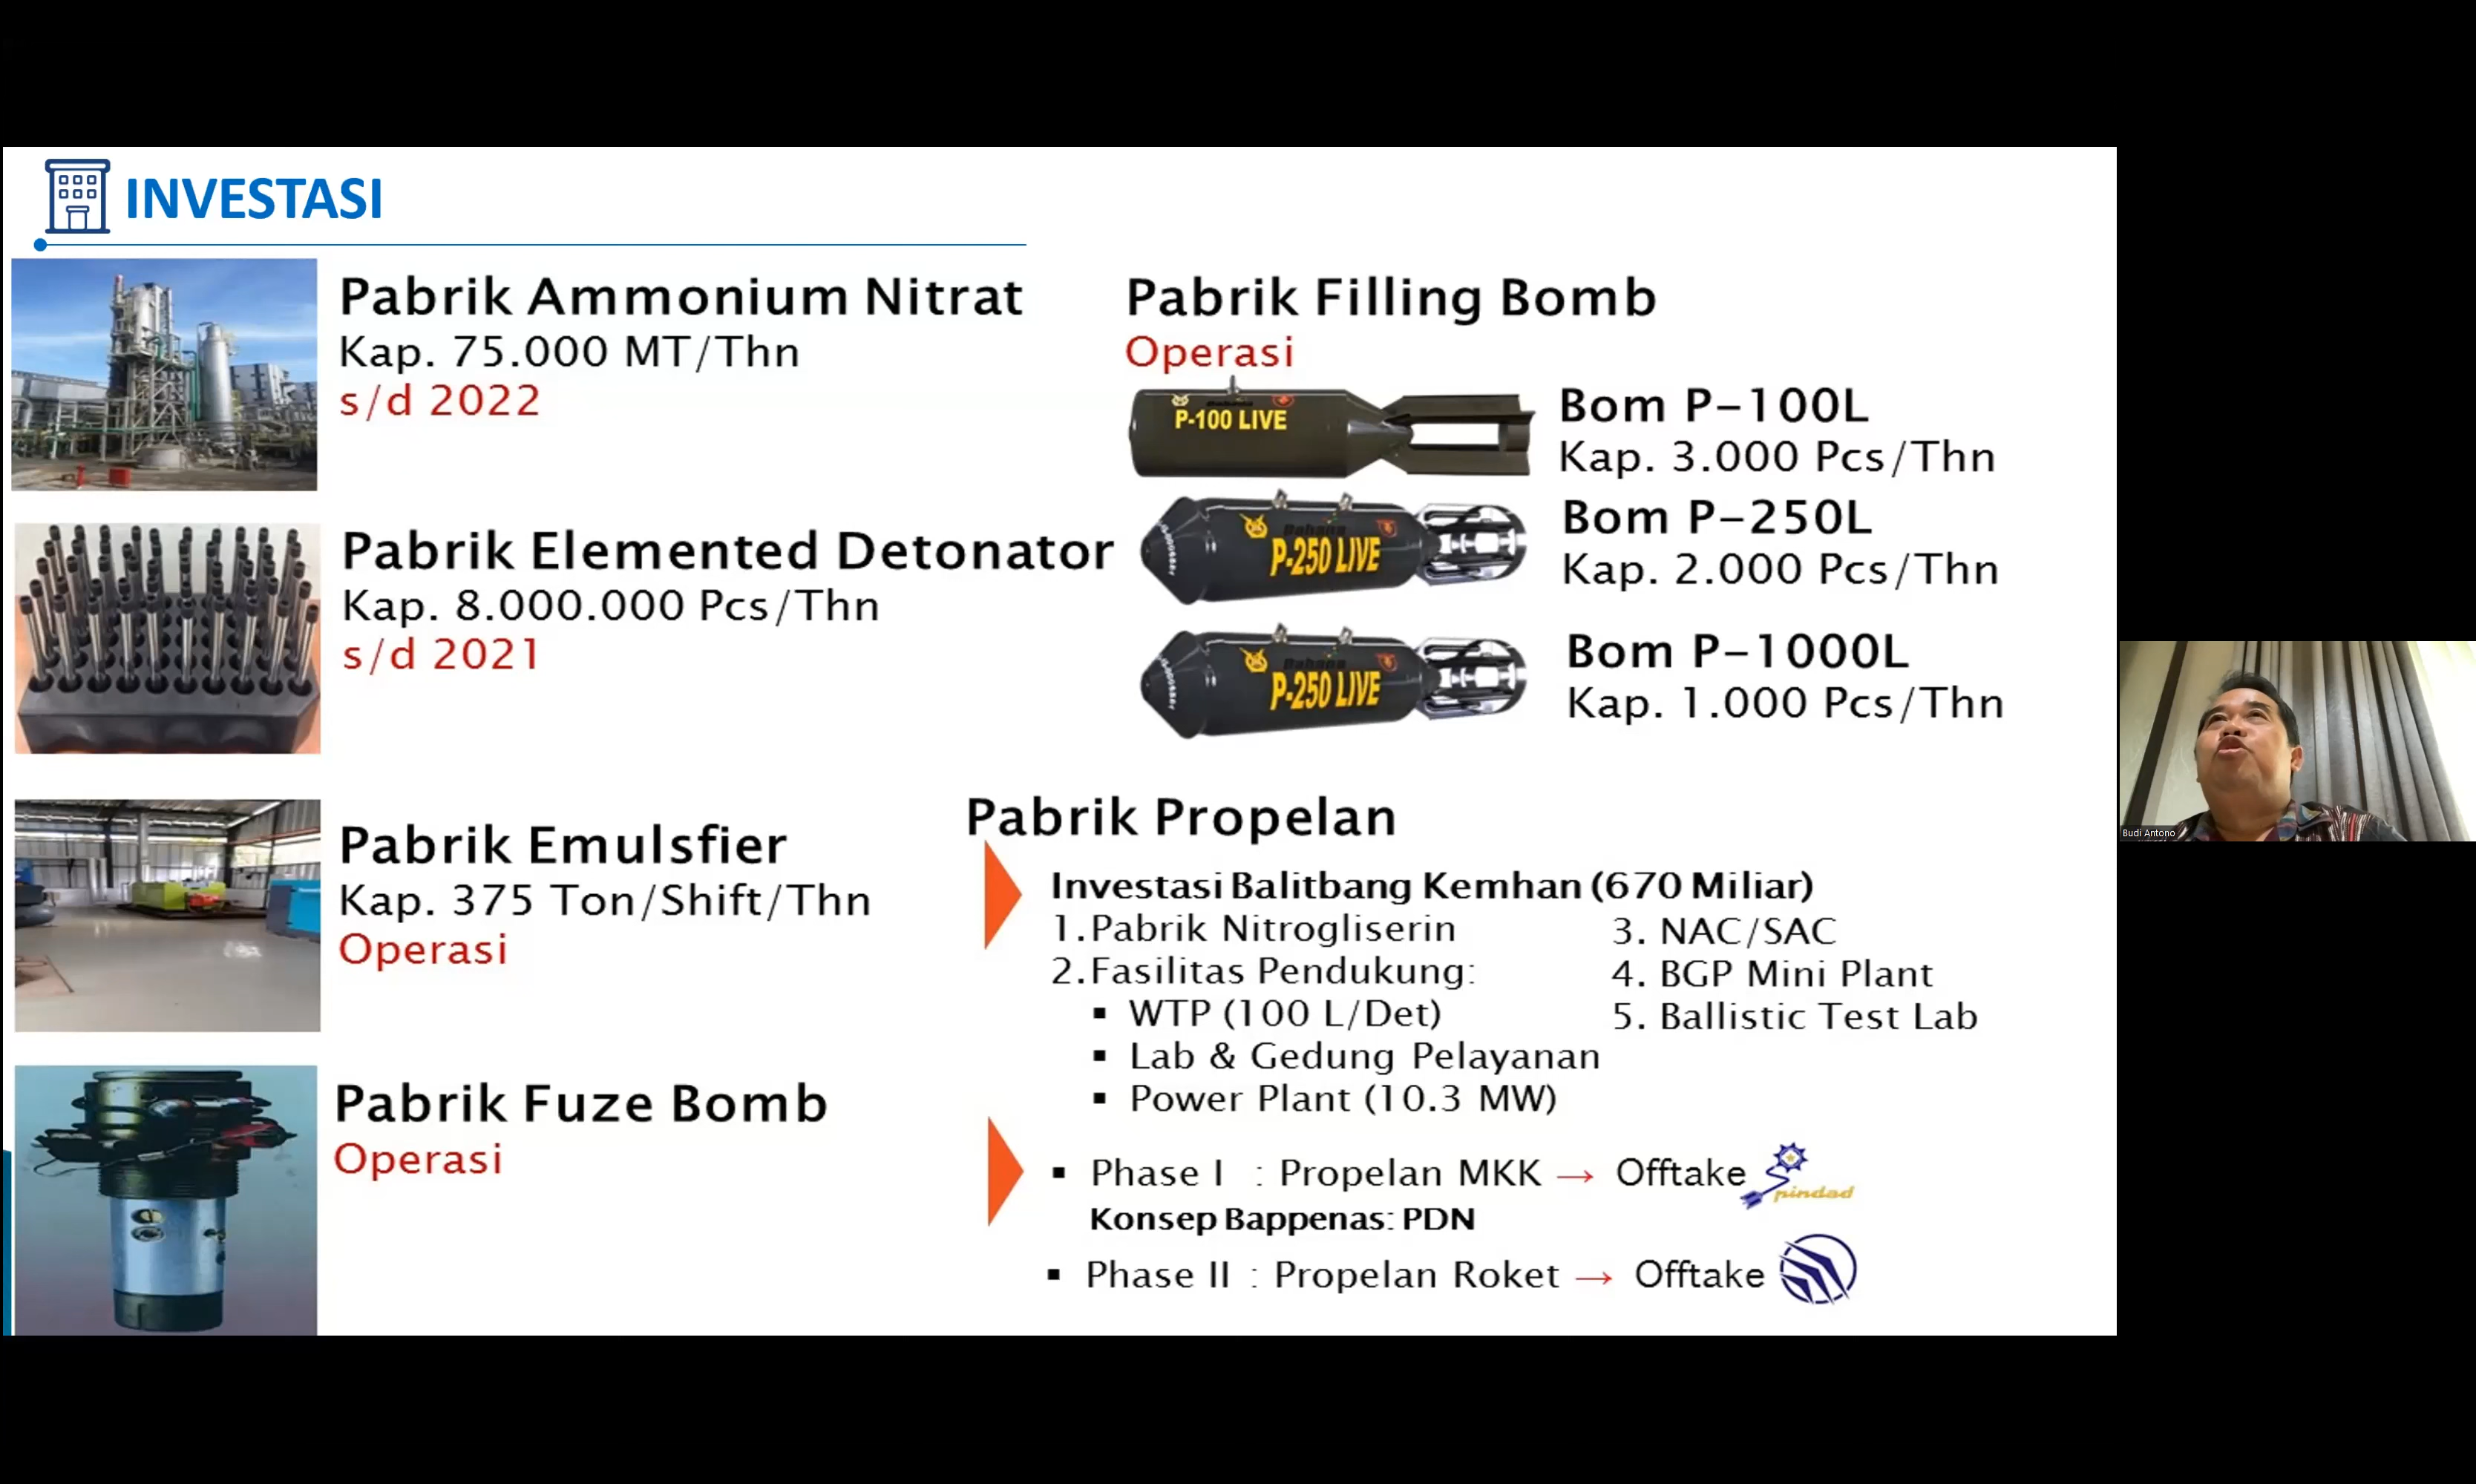 INVESTASI
Pabrik Ammonium Nitrat
Kap. 75.000 MT/Thn
s/d 2022
Pabrik Elemented Detonator
Kap. 8.000.000 Pcs/Thn
s/d 2021
Pabrik Emulsfier
Kap. 375 Ton/Shift/Thn
Operasi
Pabrik Fuze Bomb
Operasi
Pabrik Filling Bomb
Operasi
P-100 LIVE
Bom P-100L
Kap. 3.000 Pcs/Thn
Dahana
P-250 LIVE
Bom P-250L
Kap. 2.000 Pcs/Thn
Dahana
P-250 LIVE
Bom P-1000L
Kap. 1.000 Pcs/Thn
Pabrik Propelan
Investasi Balitbang Kemhan (670 Miliar)
1.Pabrik Nitrogliserin
2.Fasilitas Pendukung:
▪ WTP (100 L/Det)
▪ Lab & Gedung Pelayanan
▪ Power Plant (10.3 MW)
3. NAC/SAC
4. BGP Mini Plant
5. Ballistic Test Lab
▪ Phase I : Propelan MKK → Offtake pindad
Konsep Bappenas: PDN
▪ Phase II : Propelan Roket → Offtake
Budi Antono